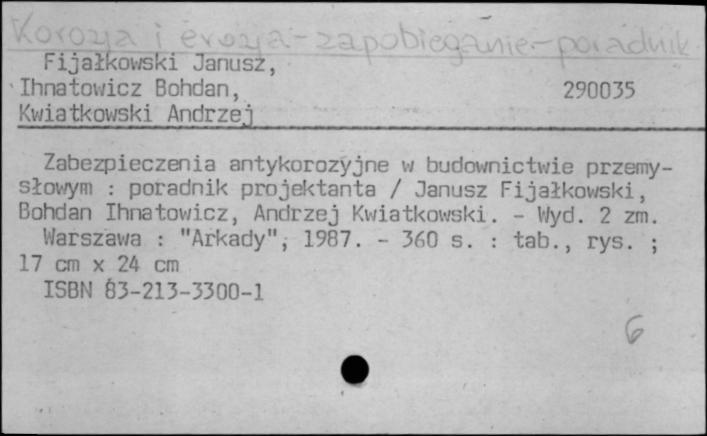 Korozja i erozja - zapobieganie - poradnik
Fijałkowski Janusz,
Ihnatowicz Bohdan, 290035
Kwiatkowski Andrzej
Zabezpieczenia antykorozyjne w budownictwie przemy-
słowym : poradnik projektanta / Janusz Fijałkowski,
Bohdan Ihnatowicz, Andrzej Kwiatkowski. - Wyd. 2 zm.
Warszawa : "Arkady", 1987. - 360 s. : tab., rys. ;
17 cm x 24 cm
ISBN 83-213-3300-1
6